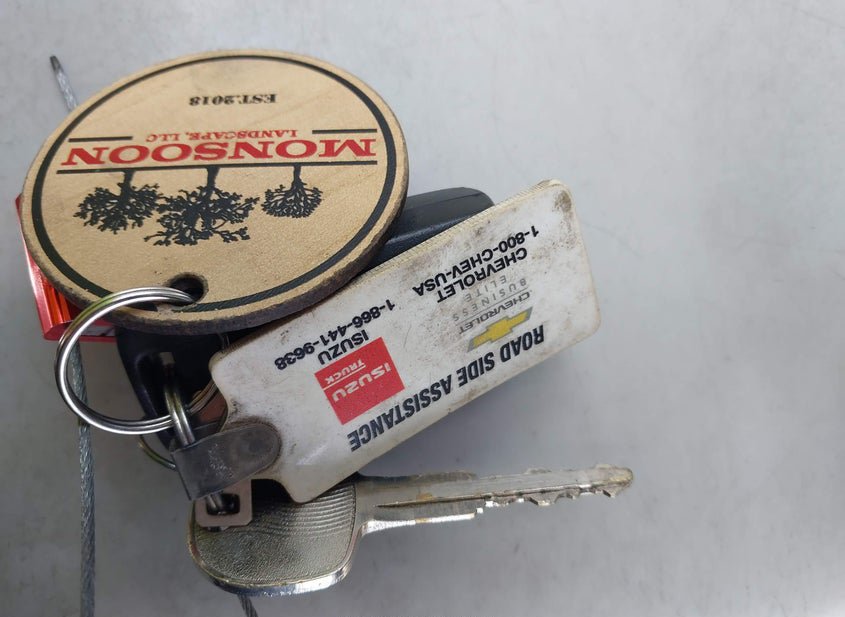 MONSOON
LANDSCAPE, LLC
EST.2018
ROAD SIDE ASSISTANCE
ISUZU
TRUCK
ISUZU
1-866-441-9638
CHEVROLET
BUSINESS
ELITE
CHEVROLET
1-800-CHEV-USA